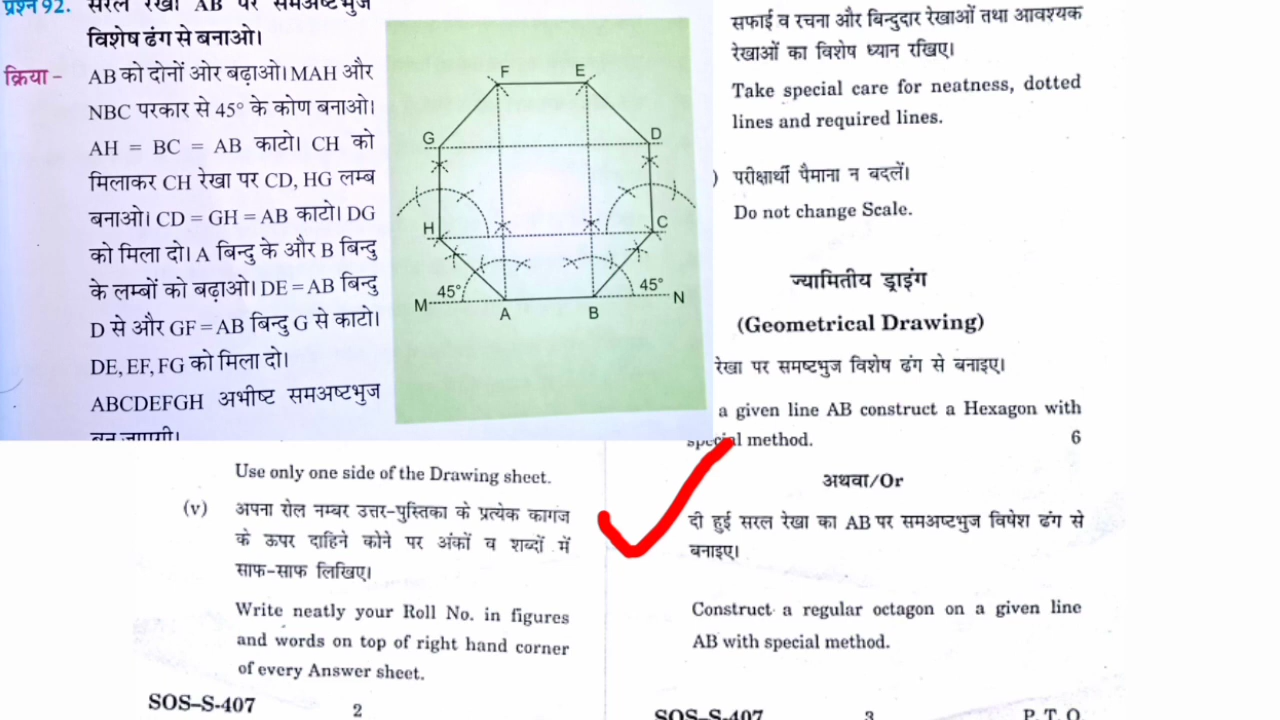 प्रश्न 92. सरल रेखा AB पर समअष्टभुज
विशेष ढंग से बनाओ।
क्रिया - AB को दोनों ओर बढ़ाओ। MAH और
NBC परकार से 45° के कोण बनाओ।
AH = BC = AB काटो। CH को
मिलाकर CH रेखा पर CD, HG लम्ब
बनाओ। CD = GH = AB काटो। DG
को मिला दो। A बिन्दु के और B बिन्दु
के लम्बों को बढ़ाओ। DE = AB बिन्दु
D से और GF = AB बिन्दु G से काटो।
DE, EF, FG को मिला दो।
ABCDEFGH अभीष्ट समअष्टभुज
बन जाएगी।
F E
G D
H C
45° 45°
M N
A B
Use only one side of the Drawing sheet.
(v) अपना रोल नम्बर उत्तर-पुस्तिका के प्रत्येक कागज
के ऊपर दाहिने कोने पर अंकों व शब्दों में
साफ-साफ लिखिए।
Write neatly your Roll No. in figures
and words on top of right hand corner
of every Answer sheet.
SOS–S-407 2
सफाई व रचना और बिन्दुदार रेखाओं तथा आवश्यक
रेखाओं का विशेष ध्यान रखिए।
Take special care for neatness, dotted
lines and required lines.
) परीक्षार्थी पैमाना न बदलें।
Do not change Scale.
ज्यामितीय ड्राइंग
(Geometrical Drawing)
रेखा पर समष्टभुज विशेष ढंग से बनाइए।
a given line AB construct a Hexagon with
special method. 6
अथवा/Or
दी हुई सरल रेखा का AB पर समअष्टभुज विषेश ढंग से
बनाइए।
Construct a regular octagon on a given line
AB with special method.
SOS–S-407 3 P. T. O.